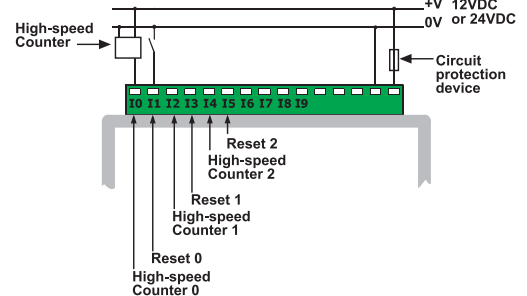 +V 12VDC
or 24VDC
0V
High-speed
Counter
Circuit
protection
device
I0 I1 I2 I3 I4 I5 I6 I7 I8 I9
Reset 2
High-speed
Counter 2
Reset 1
High-speed
Counter 1
Reset 0
High-speed
Counter 0